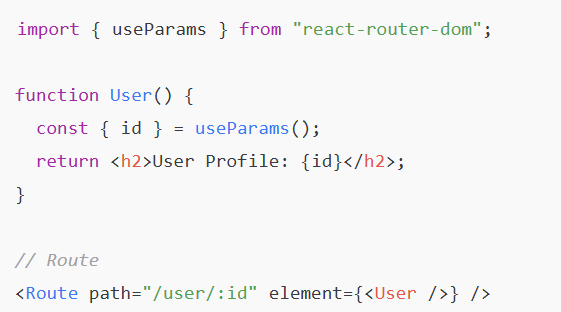 import { useParams } from "react-router-dom";
function User() {
  const { id } = useParams();
  return <h2>User Profile: {id}</h2>;
}
// Route
<Route path="/user/:id" element={<User />} />